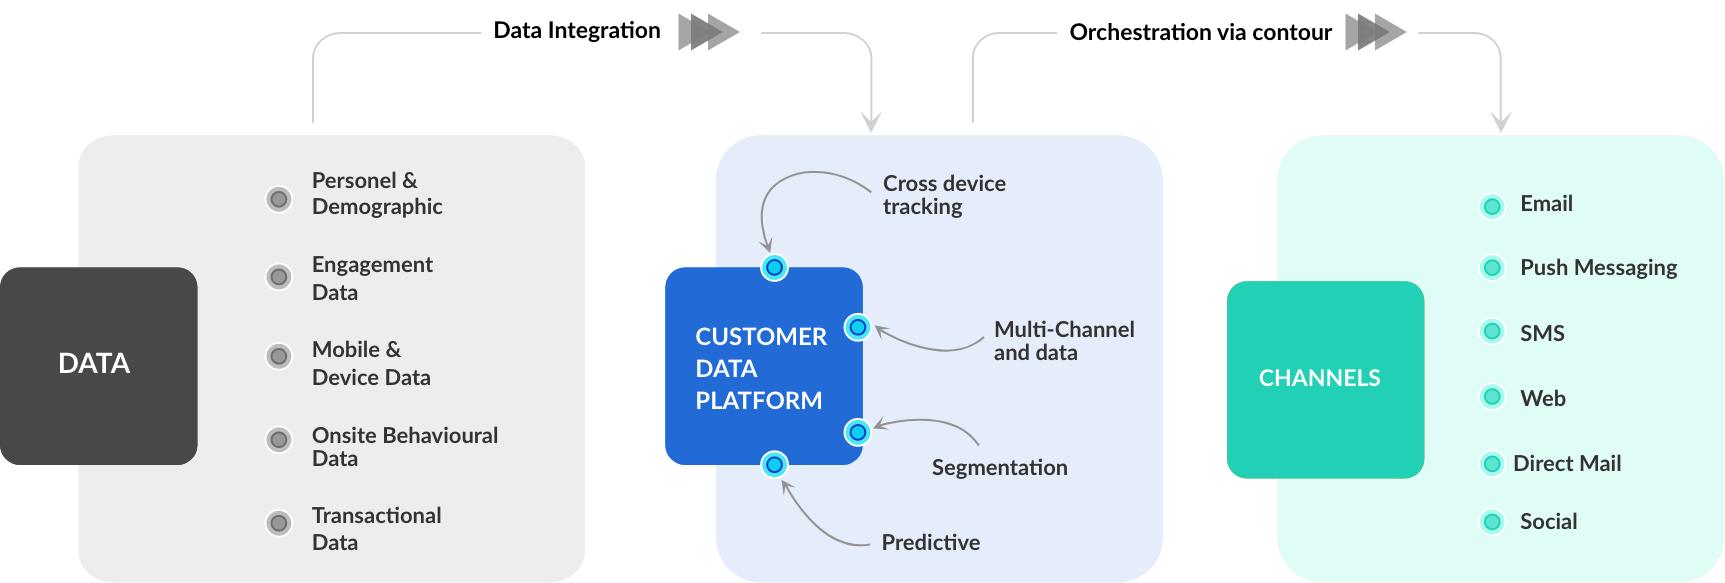 Data Integration
Orchestration via contour
DATA
Personel &
Demographic
Engagement
Data
Mobile &
Device Data
Onsite Behavioural
Data
Transactional
Data
CUSTOMER
DATA
PLATFORM
Cross device
tracking
Multi-Channel
and data
Segmentation
Predictive
CHANNELS
Email
Push Messaging
SMS
Web
Direct Mail
Social